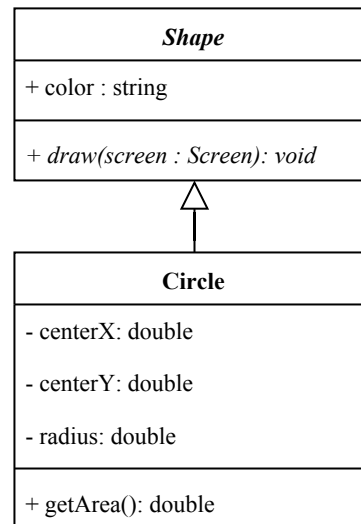 Shape
+ color : string
+ draw(screen : Screen): void
Circle
- centerX: double
- centerY: double
- radius: double
+ getArea(): double